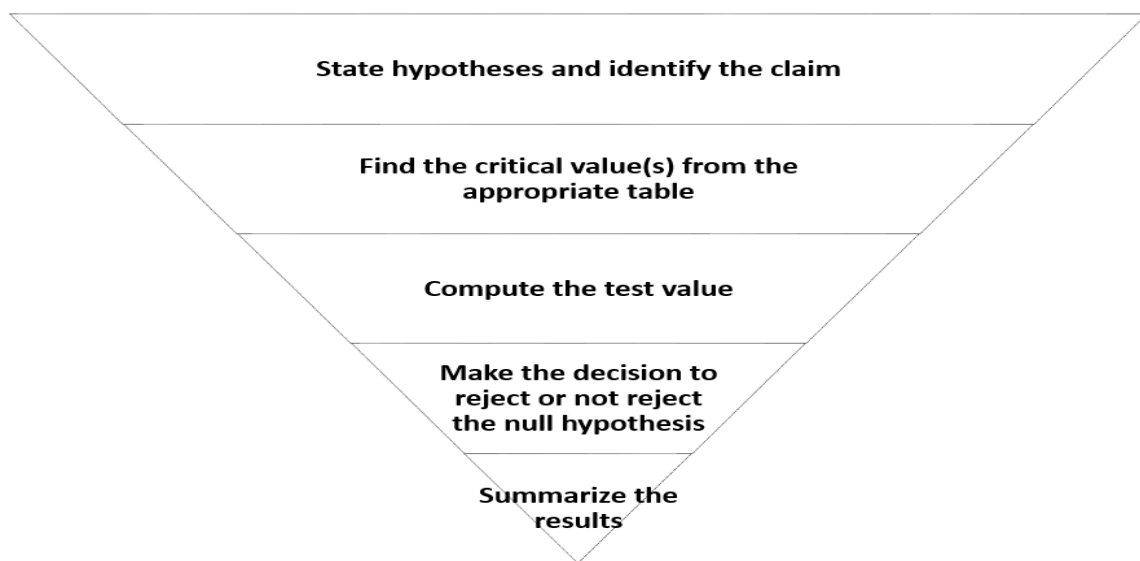 State hypotheses and identify the claim
Find the critical value(s) from the
appropriate table
Compute the test value
Make the decision to
reject or not reject
the null hypothesis
Summarize the
results